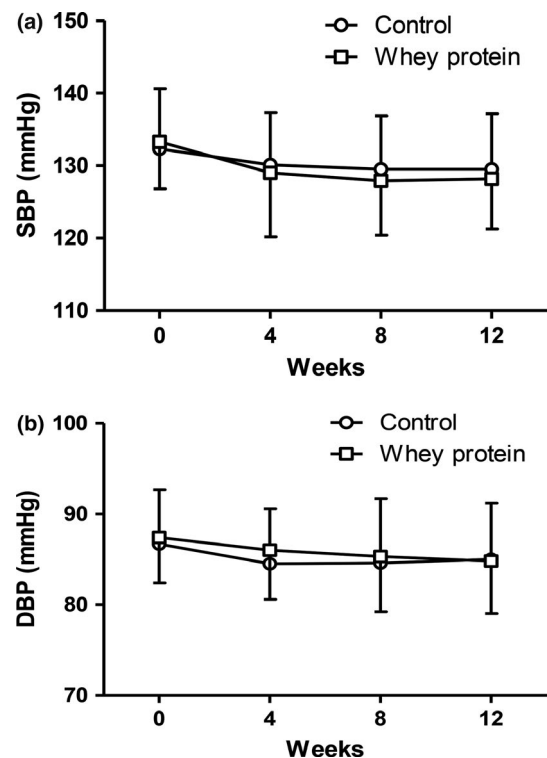 (a)
Control
Whey protein
SBP (mmHg)
150
140
130
120
110
0 4 8 12
Weeks
(b)
Control
Whey protein
DBP (mmHg)
100
90
80
70
0 4 8 12
Weeks